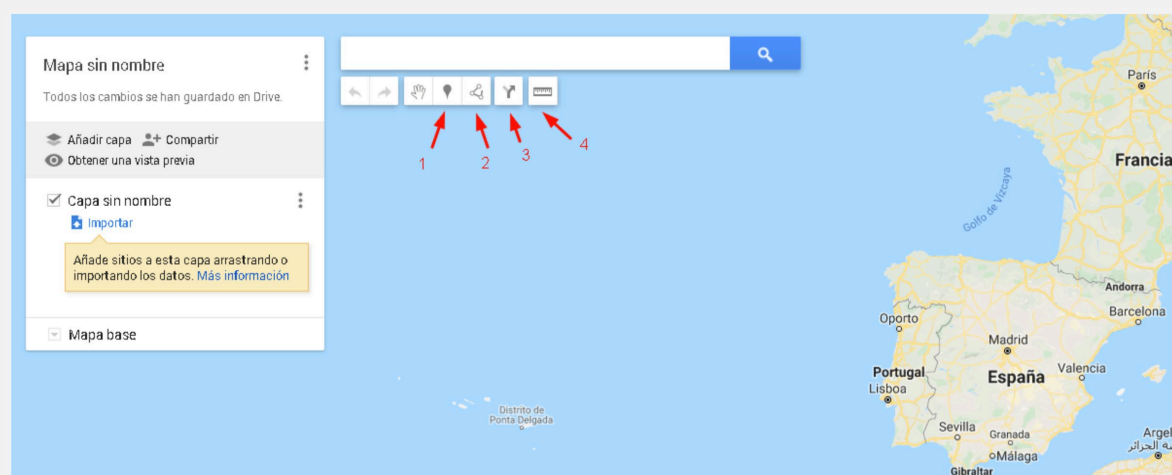 Mapa sin nombre
Todos los cambios se han guardado en Drive.
Añadir capa
Compartir
Obtener una vista previa
Capa sin nombre
Importar
Añade sitios a esta capa arrastrando o
importando los datos. Más información
Mapa base
1
2
3
4
París
Francia
Golfo de Vizcaya
Andorra
Barcelona
Oporto
Madrid
Portugal
España
Valencia
Lisboa
Distrito de
Ponta Delgada
Sevilla
Granada
Málaga
Gibraltar
Argel